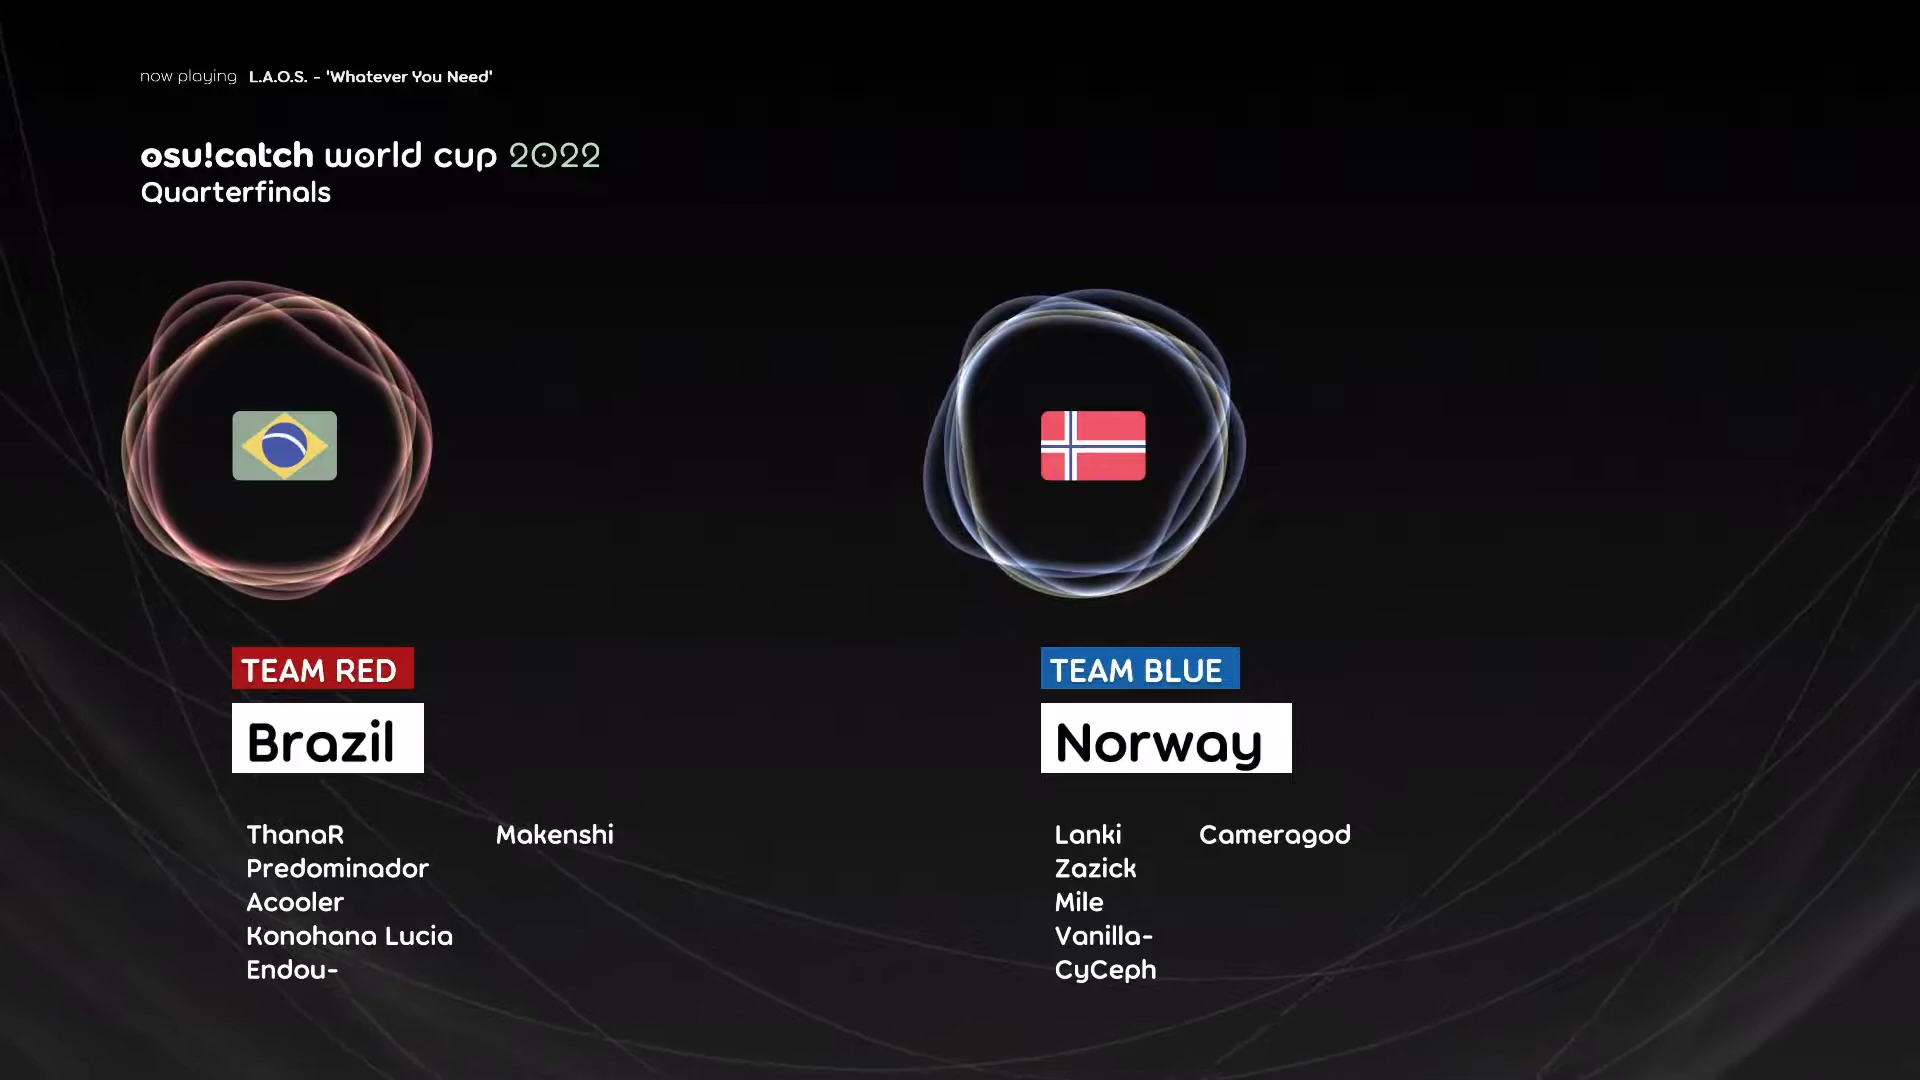 now playing L.A.O.S. - 'Whatever You Need'
osu!catch world cup 2022
Quarterfinals
TEAM RED
Brazil
ThanaR
Predominador
Acooler
Konohana Lucia
Endou-
Makenshi
TEAM BLUE
Norway
Lanki
Zazick
Mile
Vanilla-
CyCeph
Cameragod